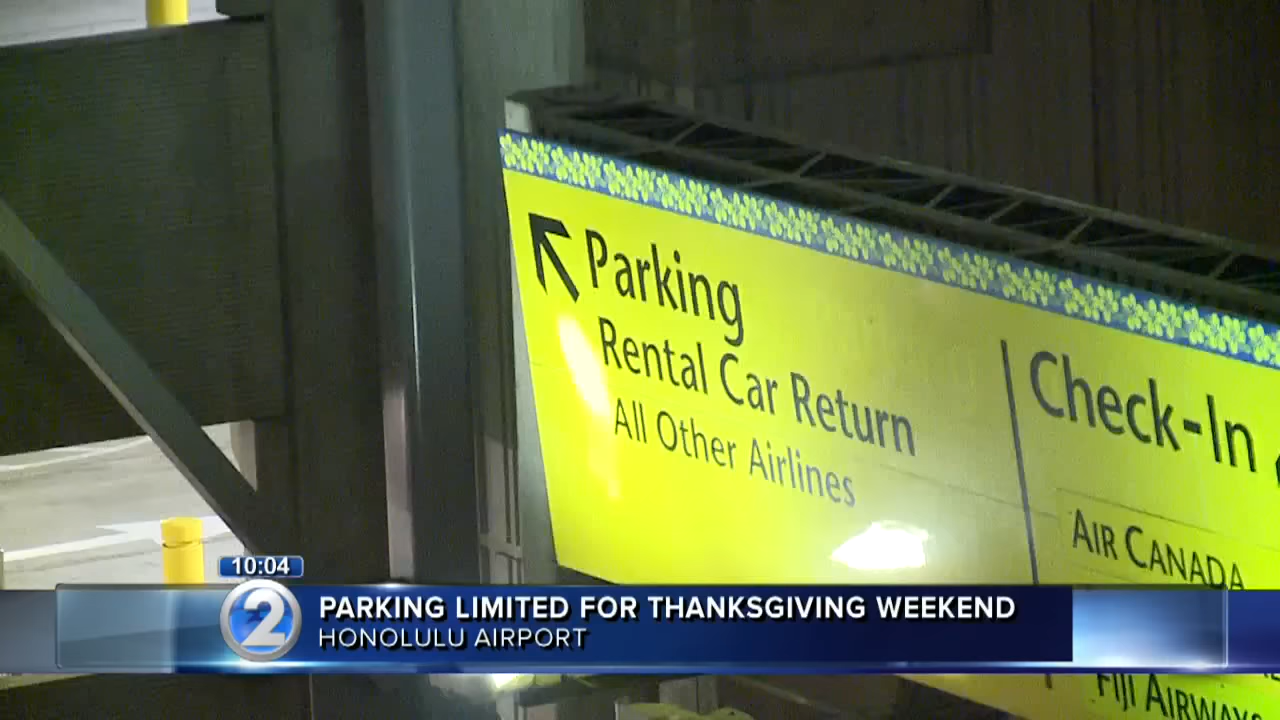 Parking
Rental Car Return
All Other Airlines
Check-In
AIR CANADA
10:04
2
PARKING LIMITED FOR THANKSGIVING WEEKEND
HONOLULU AIRPORT
FIJI AIRWAYS